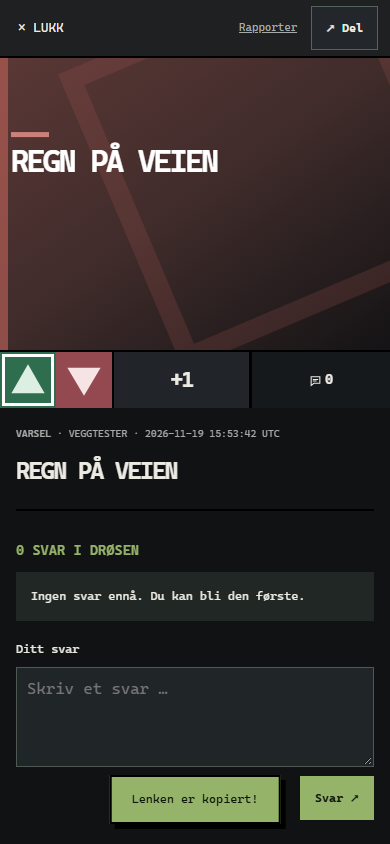 × LUKK
Rapporter
↗ Del
REGN PÅ VEIEN
+1
0
VARSEL · VEGGTESTER · 2026-11-19 15:53:42 UTC
REGN PÅ VEIEN
0 SVAR I DRØSEN
Ingen svar ennå. Du kan bli den første.
Ditt svar
Skriv et svar …
Lenken er kopiert!
Svar ↗